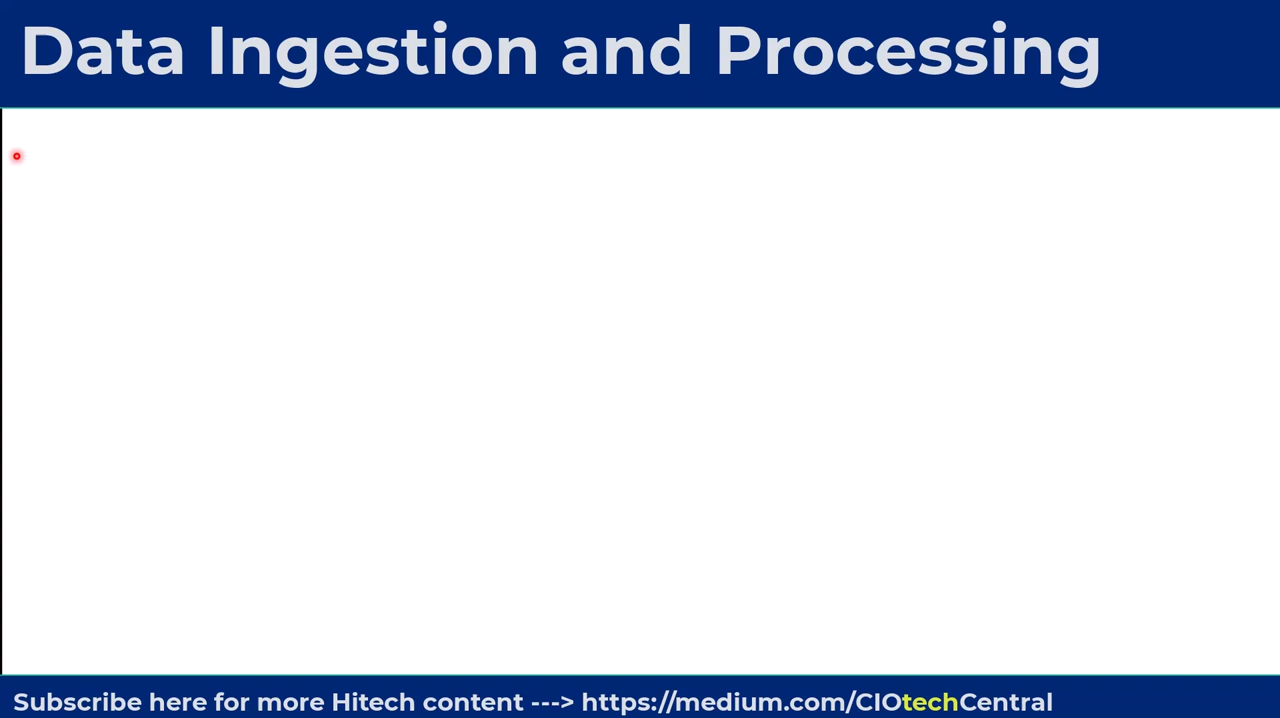 Data Ingestion and Processing
Subscribe here for more Hitech content ---> https://medium.com/CIOtechCentral